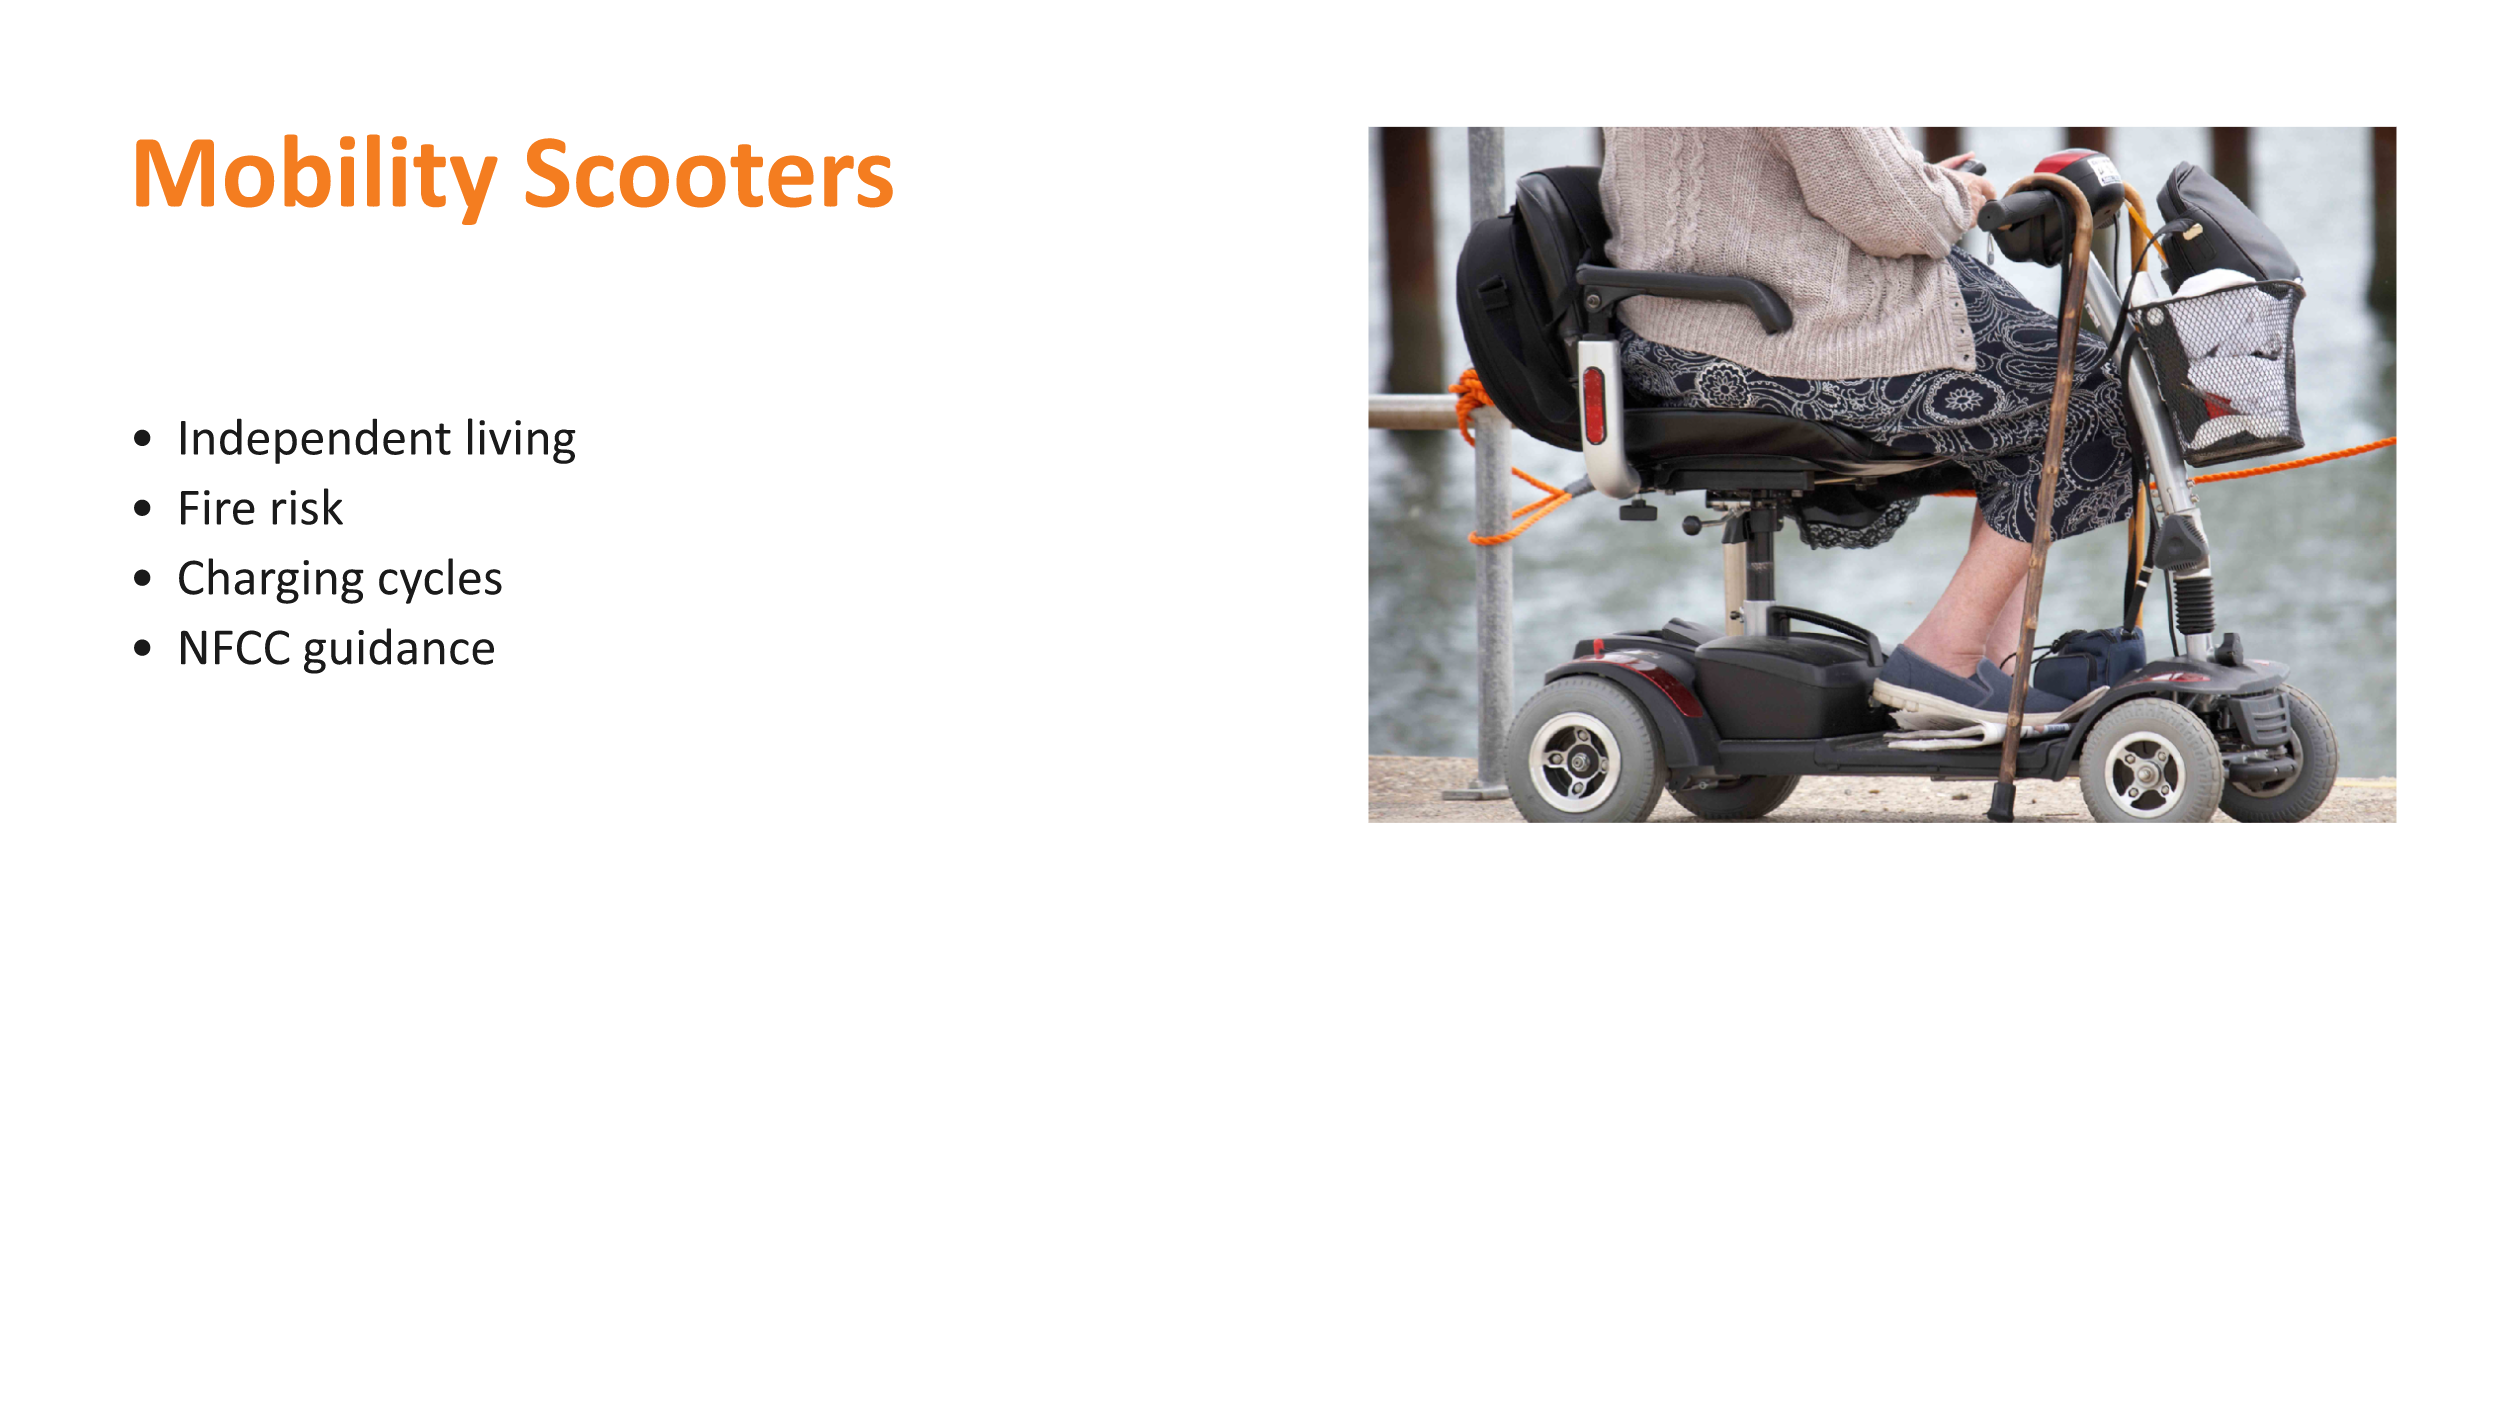 Mobility Scooters
• Independent living
• Fire risk
• Charging cycles
• NFCC guidance